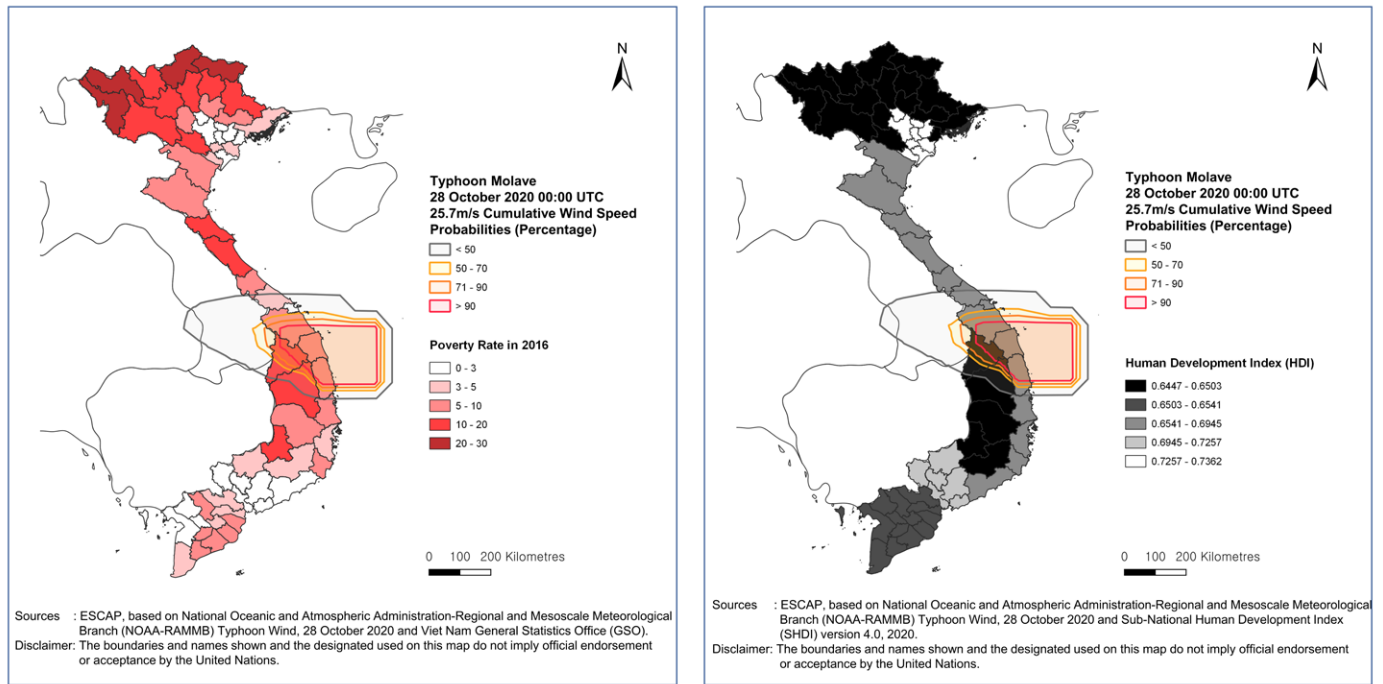 N
Typhoon Molave
28 October 2020 00:00 UTC
25.7m/s Cumulative Wind Speed
Probabilities (Percentage)
< 50
50 - 70
71 - 90
> 90
Poverty Rate in 2016
0 - 3
3 - 5
5 - 10
10 - 20
20 - 30
0 100 200 Kilometres
Sources : ESCAP, based on National Oceanic and Atmospheric Administration-Regional and Mesoscale Meteorological
Branch (NOAA-RAMMB) Typhoon Wind, 28 October 2020 and Viet Nam General Statistics Office (GSO).
Disclaimer: The boundaries and names shown and the designated used on this map do not imply official endorsement
or acceptance by the United Nations.
N
Typhoon Molave
28 October 2020 00:00 UTC
25.7m/s Cumulative Wind Speed
Probabilities (Percentage)
< 50
50 - 70
71 - 90
> 90
Human Development Index (HDI)
0.6447 - 0.6503
0.6503 - 0.6541
0.6541 - 0.6945
0.6945 - 0.7257
0.7257 - 0.7362
0 100 200 Kilometres
Sources : ESCAP, based on National Oceanic and Atmospheric Administration-Regional and Mesoscale Meteorological
Branch (NOAA-RAMMB) Typhoon Wind, 28 October 2020 and Sub-National Human Development Index
(SHDI) version 4.0, 2020.
Disclaimer: The boundaries and names shown and the designated used on this map do not imply official endorsement
or acceptance by the United Nations.